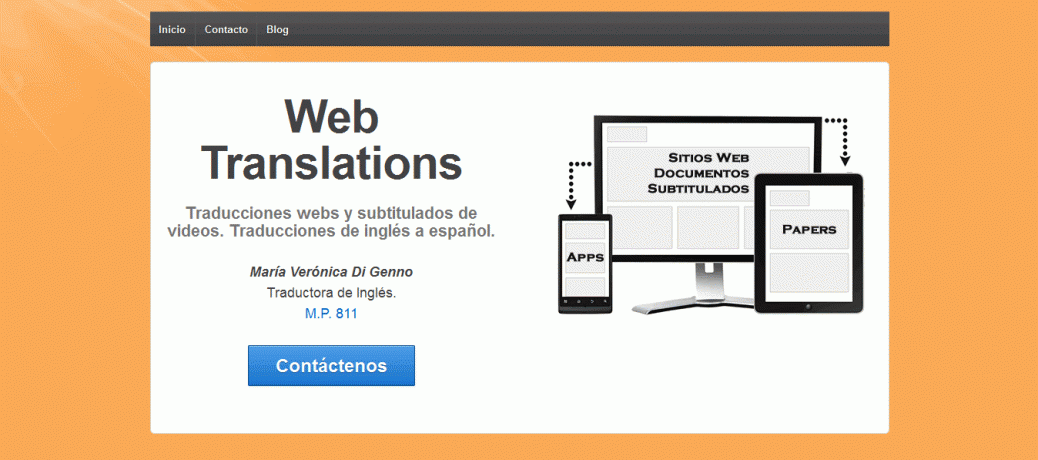 Inicio Contacto Blog
Web
Translations
Traducciones webs y subtitulados de
videos. Traducciones de inglés a español.
María Verónica Di Genno
Traductora de Inglés.
M.P. 811
Contáctenos
Sitios Web
Documentos
Subtitulados
Apps
Papers